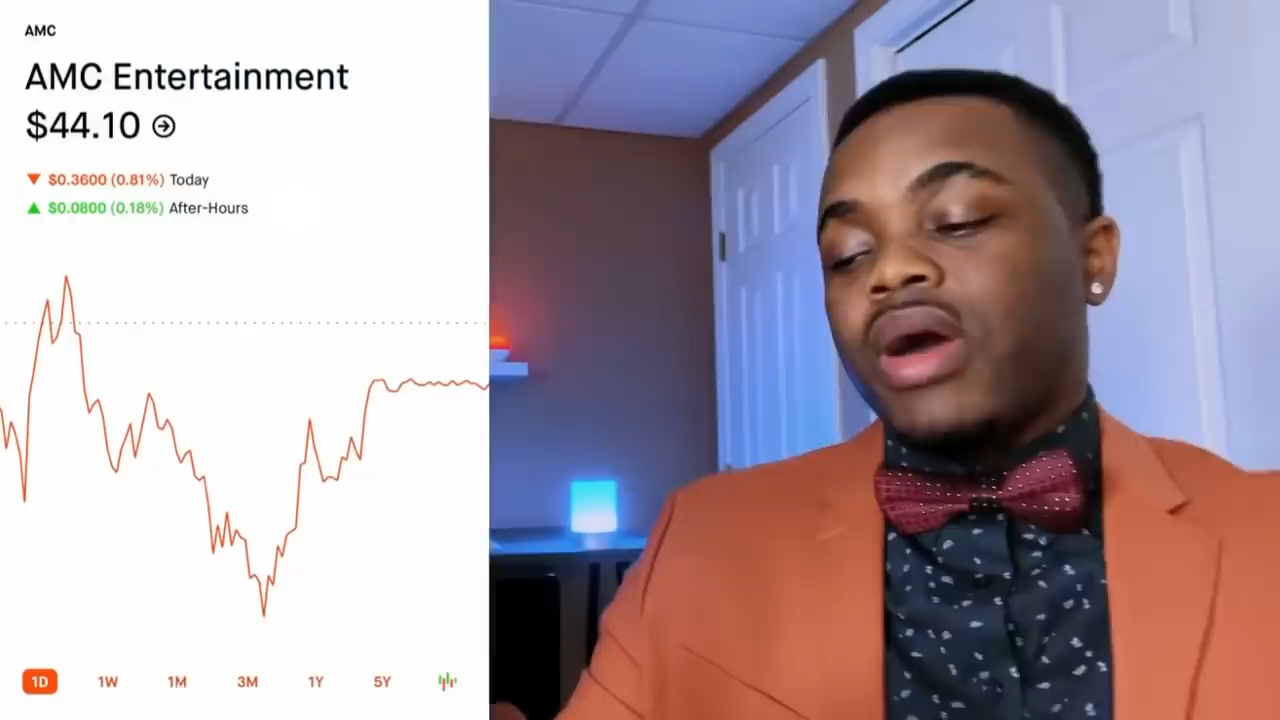 AMC
AMC Entertainment
$44.10
$0.3600 (0.81%) Today
$0.0800 (0.18%) After-Hours
1D 1W 1M 3M 1Y 5Y